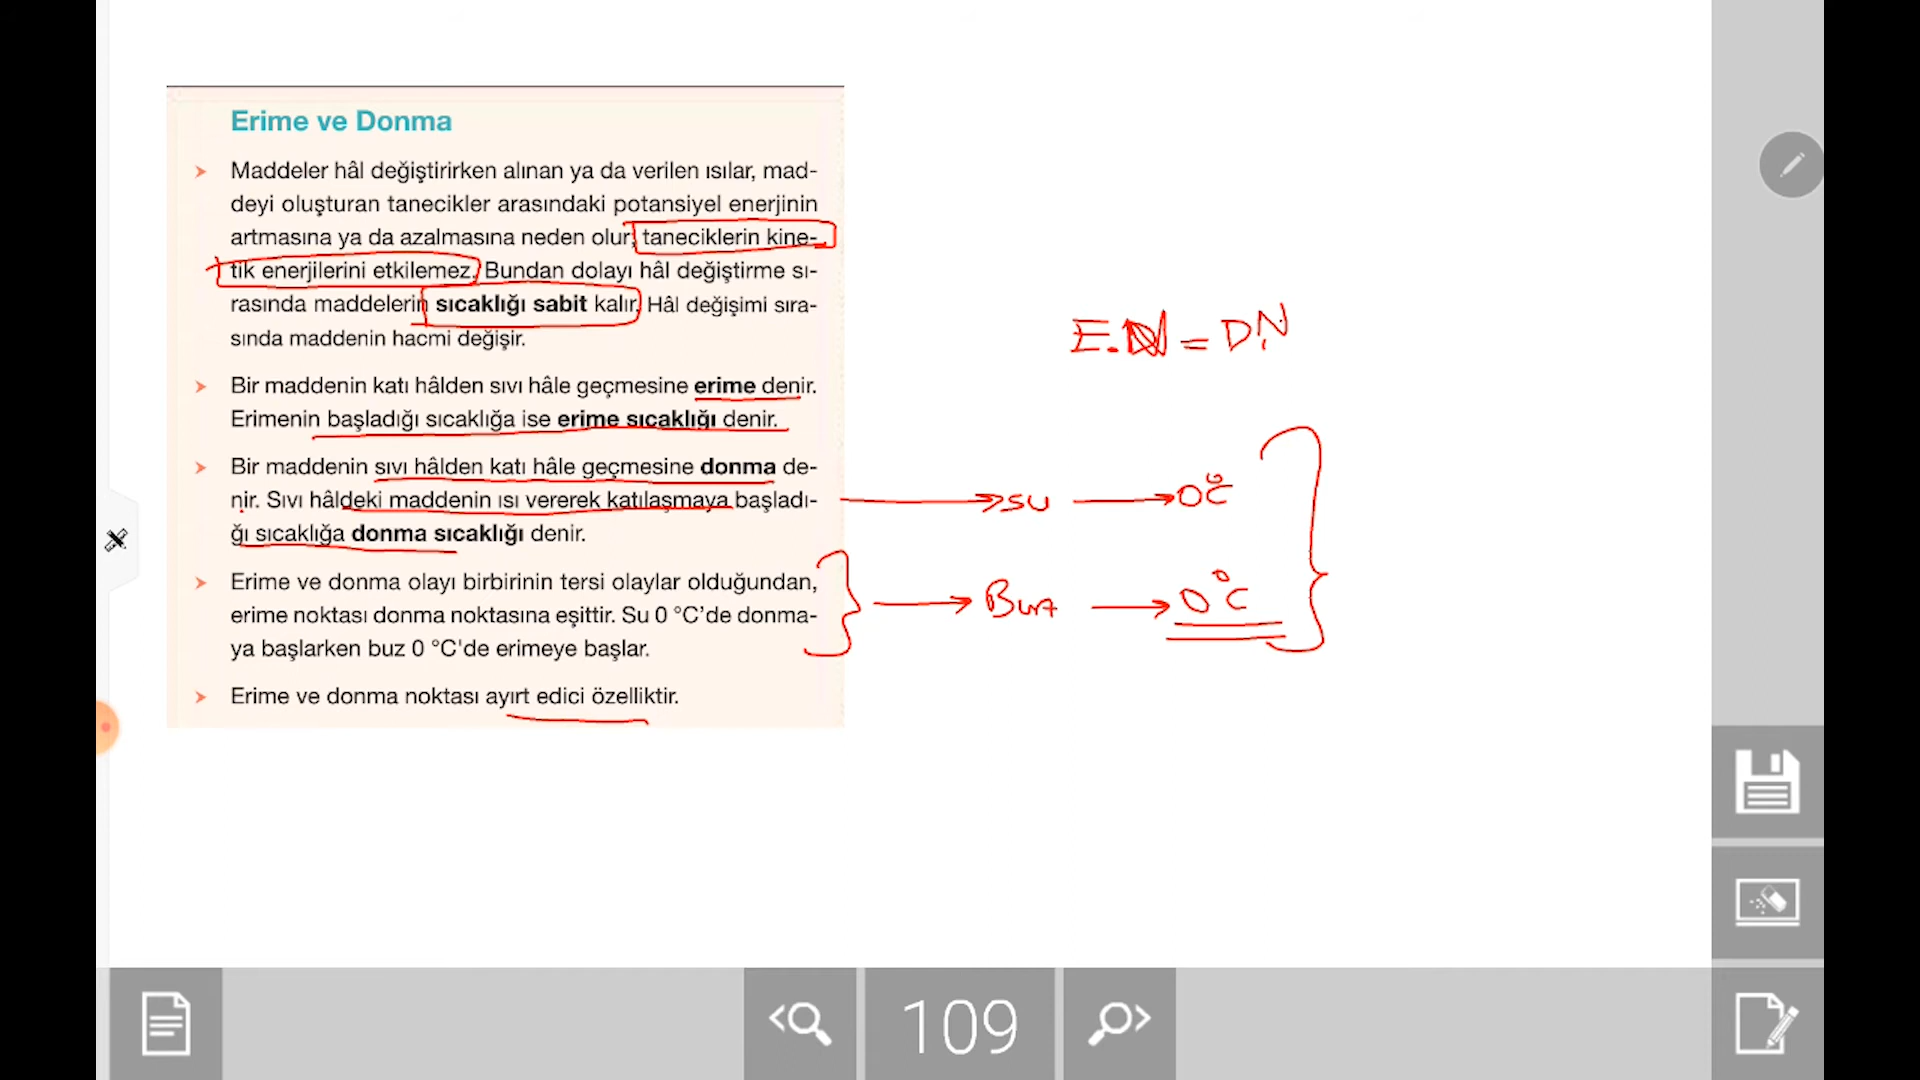 Erime ve Donma
Maddeler hâl değiştirirken alınan ya da verilen ısılar, mad-
deyi oluşturan tanecikler arasındaki potansiyel enerjinin
artmasına ya da azalmasına neden olur, taneciklerin kine-
tik enerjilerini etkilemez. Bundan dolayı hâl değiştirme sı-
rasında maddelerin sıcaklığı sabit kalır. Hâl değişimi sıra-
sında maddenin hacmi değişir.
Bir maddenin katı hâlden sıvı hâle geçmesine erime denir.
Erimenin başladığı sıcaklığa ise erime sıcaklığı denir.
Bir maddenin sıvı hâlden katı hâle geçmesine donma de-
nir. Sıvı hâldeki maddenin ısı vererek katılaşmaya başladı-
ğı sıcaklığa donma sıcaklığı denir.
Erime ve donma olayı birbirinin tersi olaylar olduğundan,
erime noktası donma noktasına eşittir. Su 0 °C'de donma-
ya başlarken buz 0 °C'de erimeye başlar.
Erime ve donma noktası ayırt edici özelliktir.
E.N = D.N
su → 0°C
Buz → 0°C
109